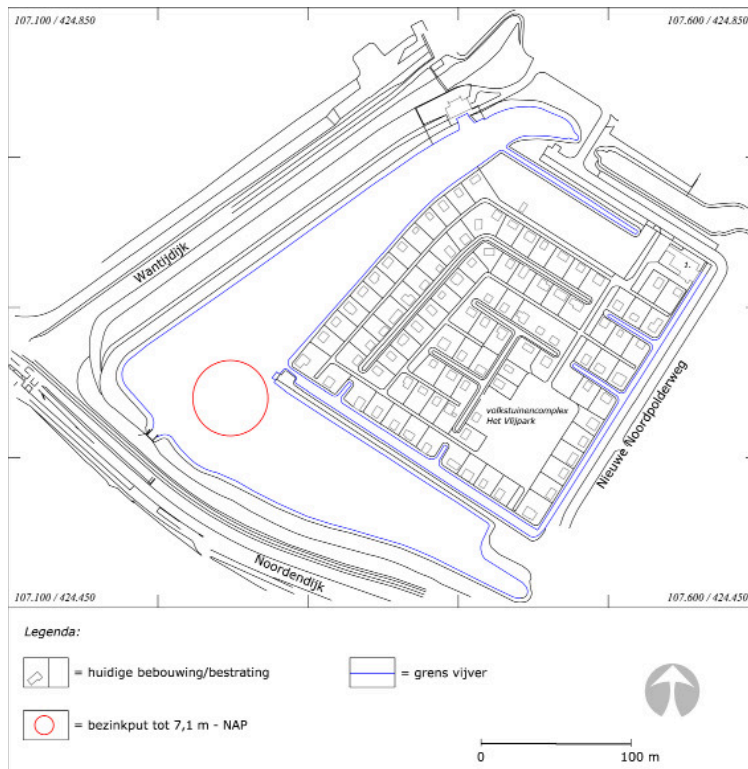 107.100 / 424.850
107.600 / 424.850
Wantijdijk
1.
volkstuinencomplex
Het Vlijpark
Nieuwe Noordpolderweg
Noordendijk
107.100 / 424.450
107.600 / 424.450
Legenda:
= huidige bebouwing/bestrating
= grens vijver
= bezinkput tot 7,1 m - NAP
0
100 m